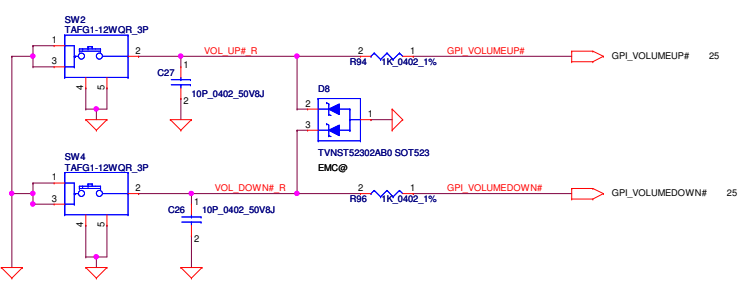 SW2
TAFG1-12WQR_3P
1
3
2
4
5
VOL_UP#_R
C27
1
2
10P_0402_50V8J
2
1
R94
1K_0402_1%
GPI_VOLUMEUP#
GPI_VOLUMEUP# 25
D8
2
3
1
TVNST52302AB0 SOT523
EMC@
SW4
TAFG1-12WQR_3P
1
3
2
4
5
VOL_DOWN#_R
C26
1
2
10P_0402_50V8J
2
1
R96
1K_0402_1%
GPI_VOLUMEDOWN#
GPI_VOLUMEDOWN# 25